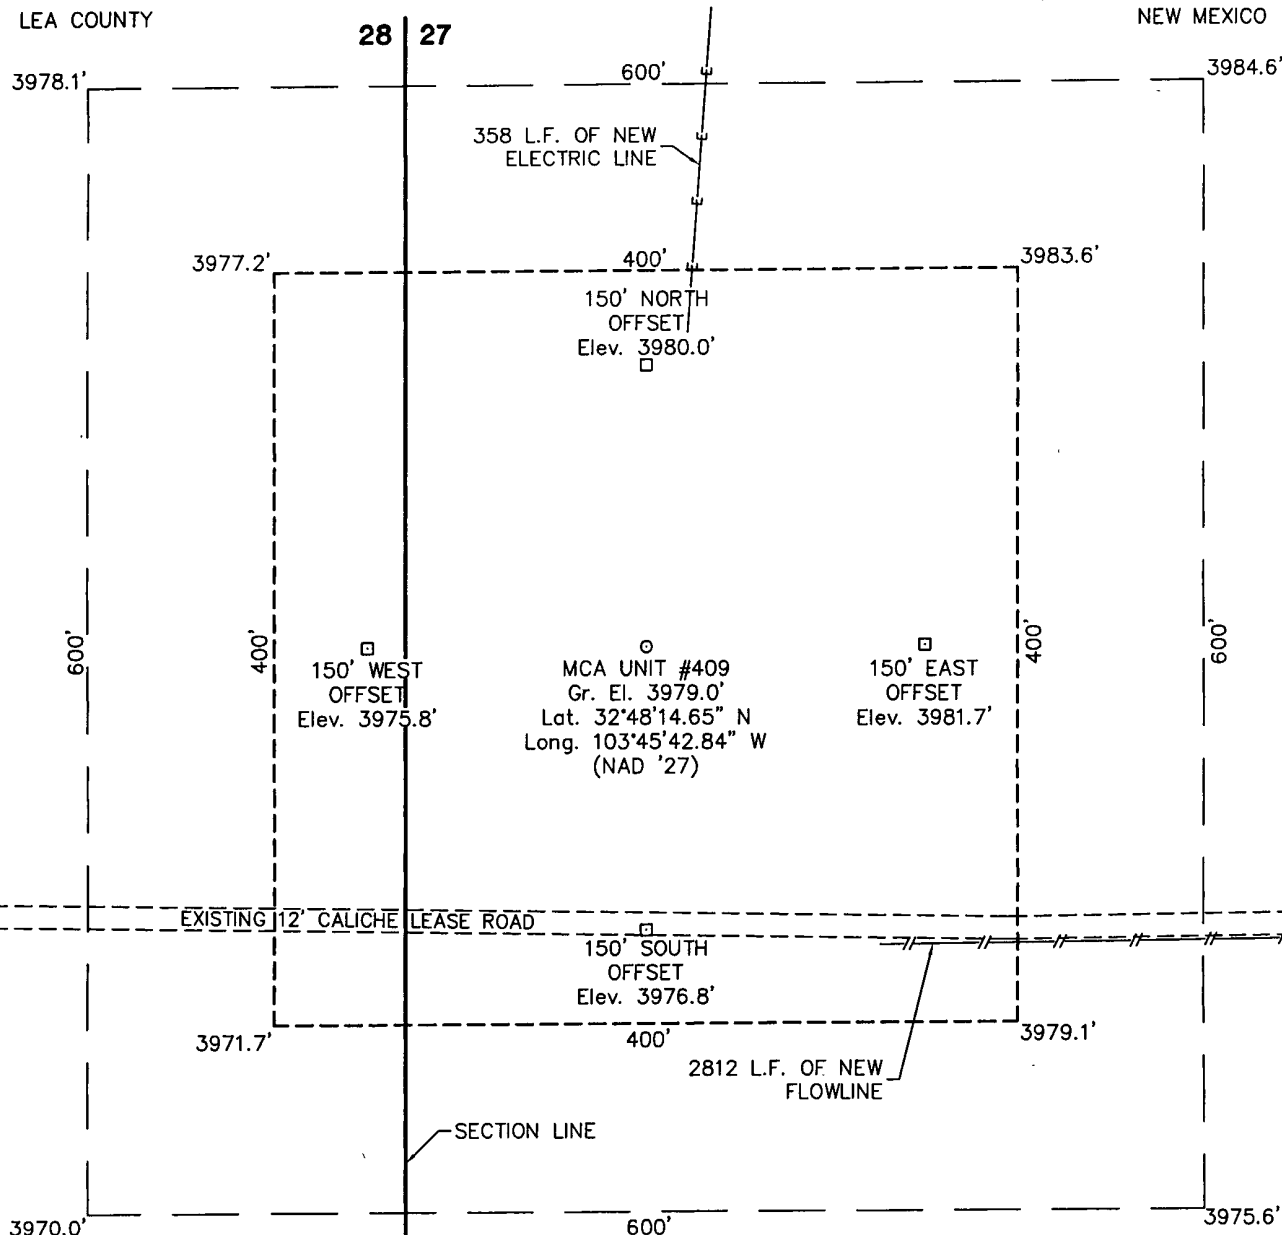 LEA COUNTY
NEW MEXICO
28 27
3978.1'
600'
3984.6'
358 L.F. OF NEW
ELECTRIC LINE
E
E
E
E
3977.2'
400'
3983.6'
150' NORTH
OFFSET
Elev. 3980.0'
600'
400'
400'
600'
150' WEST
OFFSET
Elev. 3975.8'
MCA UNIT #409
Gr. El. 3979.0'
Lat. 32°48'14.65" N
Long. 103°45'42.84" W
(NAD '27)
150' EAST
OFFSET
Elev. 3981.7'
EXISTING 12' CALICHE LEASE ROAD
150' SOUTH
OFFSET
Elev. 3976.8'
3971.7'
400'
3979.1'
2812 L.F. OF NEW
FLOWLINE
SECTION LINE
3970.0'
600'
3975.6'